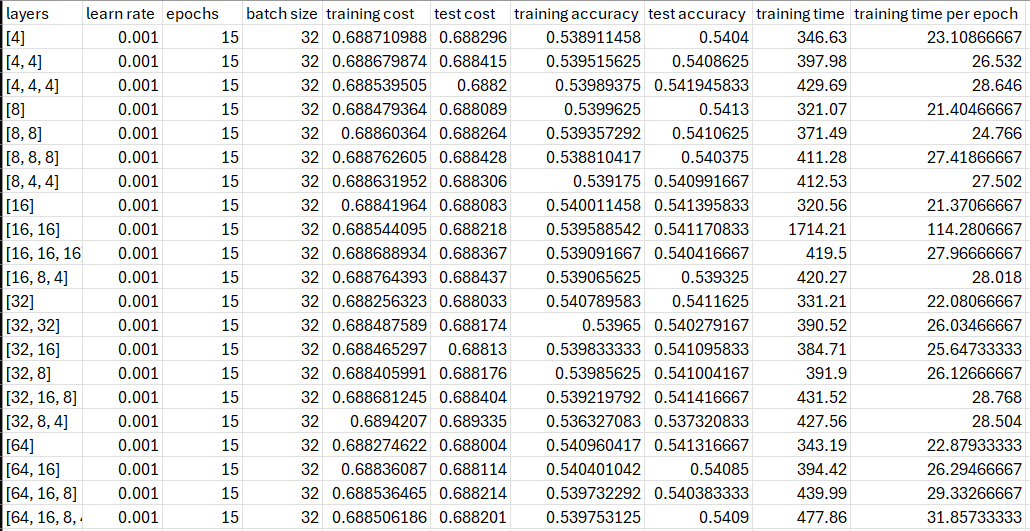 layers learn rate epochs batch size training cost test cost training accuracy test accuracy training time training time per epoch
[4] 0.001 15 32 0.688710988 0.688296 0.538911458 0.5404 346.63 23.10866667
[4, 4] 0.001 15 32 0.688679874 0.688415 0.539515625 0.5408625 397.98 26.532
[4, 4, 4] 0.001 15 32 0.688539505 0.6882 0.53989375 0.541945833 429.69 28.646
[8] 0.001 15 32 0.688479364 0.688089 0.5399625 0.5413 321.07 21.40466667
[8, 8] 0.001 15 32 0.68860364 0.688264 0.539357292 0.5410625 371.49 24.766
[8, 8, 8] 0.001 15 32 0.688762605 0.688428 0.538810417 0.540375 411.28 27.41866667
[8, 4, 4] 0.001 15 32 0.688631952 0.688306 0.539175 0.540991667 412.53 27.502
[16] 0.001 15 32 0.68841964 0.688083 0.540011458 0.541395833 320.56 21.37066667
[16, 16] 0.001 15 32 0.688544095 0.688218 0.539588542 0.541170833 1714.21 114.2806667
[16, 16, 16 0.001 15 32 0.688688934 0.688367 0.539091667 0.540416667 419.5 27.96666667
[16, 8, 4] 0.001 15 32 0.688764393 0.688437 0.539065625 0.539325 420.27 28.018
[32] 0.001 15 32 0.688256323 0.688033 0.540789583 0.5411625 331.21 22.08066667
[32, 32] 0.001 15 32 0.688487589 0.688174 0.53965 0.540279167 390.52 26.03466667
[32, 16] 0.001 15 32 0.688465297 0.68813 0.539833333 0.541095833 384.71 25.64733333
[32, 8] 0.001 15 32 0.688405991 0.688176 0.53985625 0.541004167 391.9 26.12666667
[32, 16, 8] 0.001 15 32 0.688681245 0.688404 0.539219792 0.541416667 431.52 28.768
[32, 8, 4] 0.001 15 32 0.6894207 0.689335 0.536327083 0.537320833 427.56 28.504
[64] 0.001 15 32 0.688274622 0.688004 0.540960417 0.541316667 343.19 22.87933333
[64, 16] 0.001 15 32 0.68836087 0.688114 0.540401042 0.54085 394.42 26.29466667
[64, 16, 8] 0.001 15 32 0.688536465 0.688214 0.539732292 0.540383333 439.99 29.33266667
[64, 16, 8, 0.001 15 32 0.688506186 0.688201 0.539753125 0.5409 477.86 31.85733333